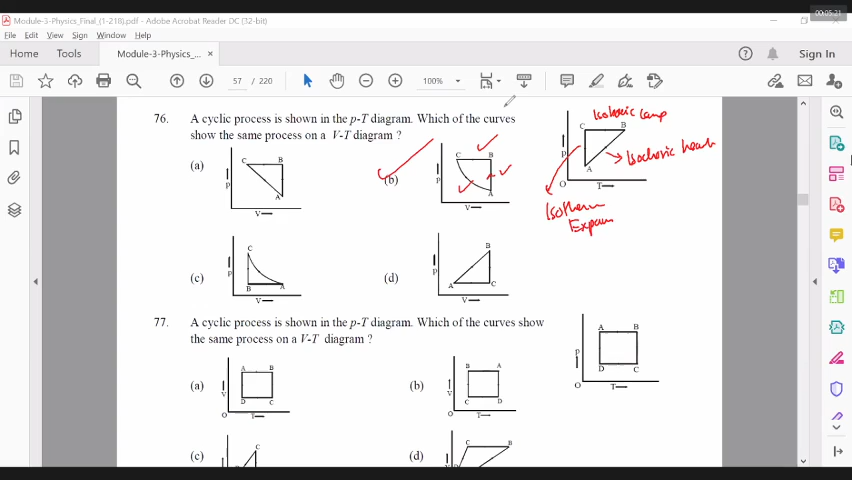 00:05:21
Module-3-Physics_Final_(1-218).pdf - Adobe Acrobat Reader DC (32-bit)
File Edit View Sign Window Help
Home Tools Module-3-Physics_... × Sign In
57 / 220 100%
76. A cyclic process is shown in the p-T diagram. Which of the curves
show the same process on a V-T diagram ?
Isobaric comp
C B
p
A
O T
Isochoric heat
Isotherm
Expan
(a) C B
p
A
V
(b) C B
p
A
V
(c) C
p
B A
V
(d) B
p
A C
V
77. A cyclic process is shown in the p-T diagram. Which of the curves show
the same process on a V-T diagram ?
A B
p
D C
O T
(a) A B
V
D C
O T
(b) B A
V
C D
O T
(c) C
(d) C B
V